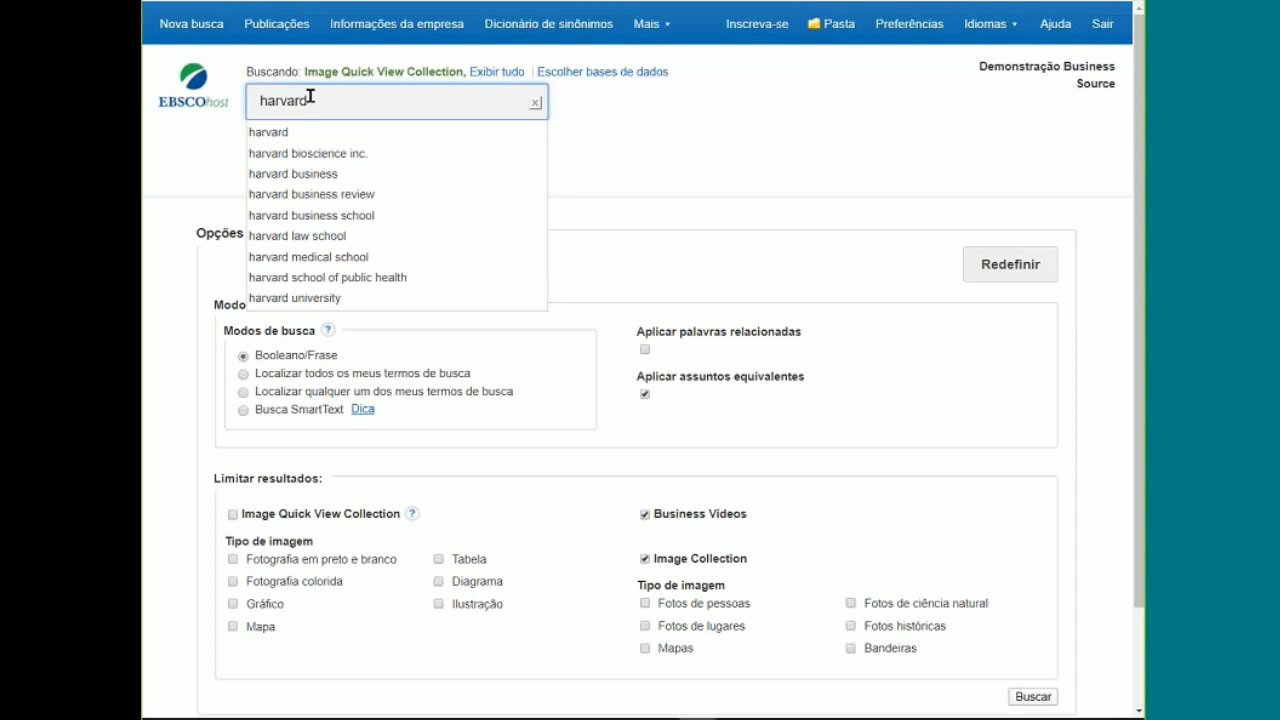 Nova busca Publicações Informações da empresa Dicionário de sinônimos Mais Inscreva-se Pasta Preferências Idiomas Ajuda Sair
Buscando: Image Quick View Collection, Exibir tudo | Escolher bases de dados
Demonstração Business
Source
EBSCOhost
harvard
harvard
harvard bioscience inc.
harvard business
harvard business review
harvard business school
harvard law school
harvard medical school
harvard school of public health
harvard university
Opções
Redefinir
Modo
Modos de busca ?
Booleano/Frase
Localizar todos os meus termos de busca
Localizar qualquer um dos meus termos de busca
Busca SmartText Dica
Aplicar palavras relacionadas
Aplicar assuntos equivalentes
Limitar resultados:
Image Quick View Collection ?
Tipo de imagem
Fotografia em preto e branco Tabela
Fotografia colorida Diagrama
Gráfico Ilustração
Mapa
Business Videos
Image Collection
Tipo de imagem
Fotos de pessoas Fotos de ciência natural
Fotos de lugares Fotos históricas
Mapas Bandeiras
Buscar